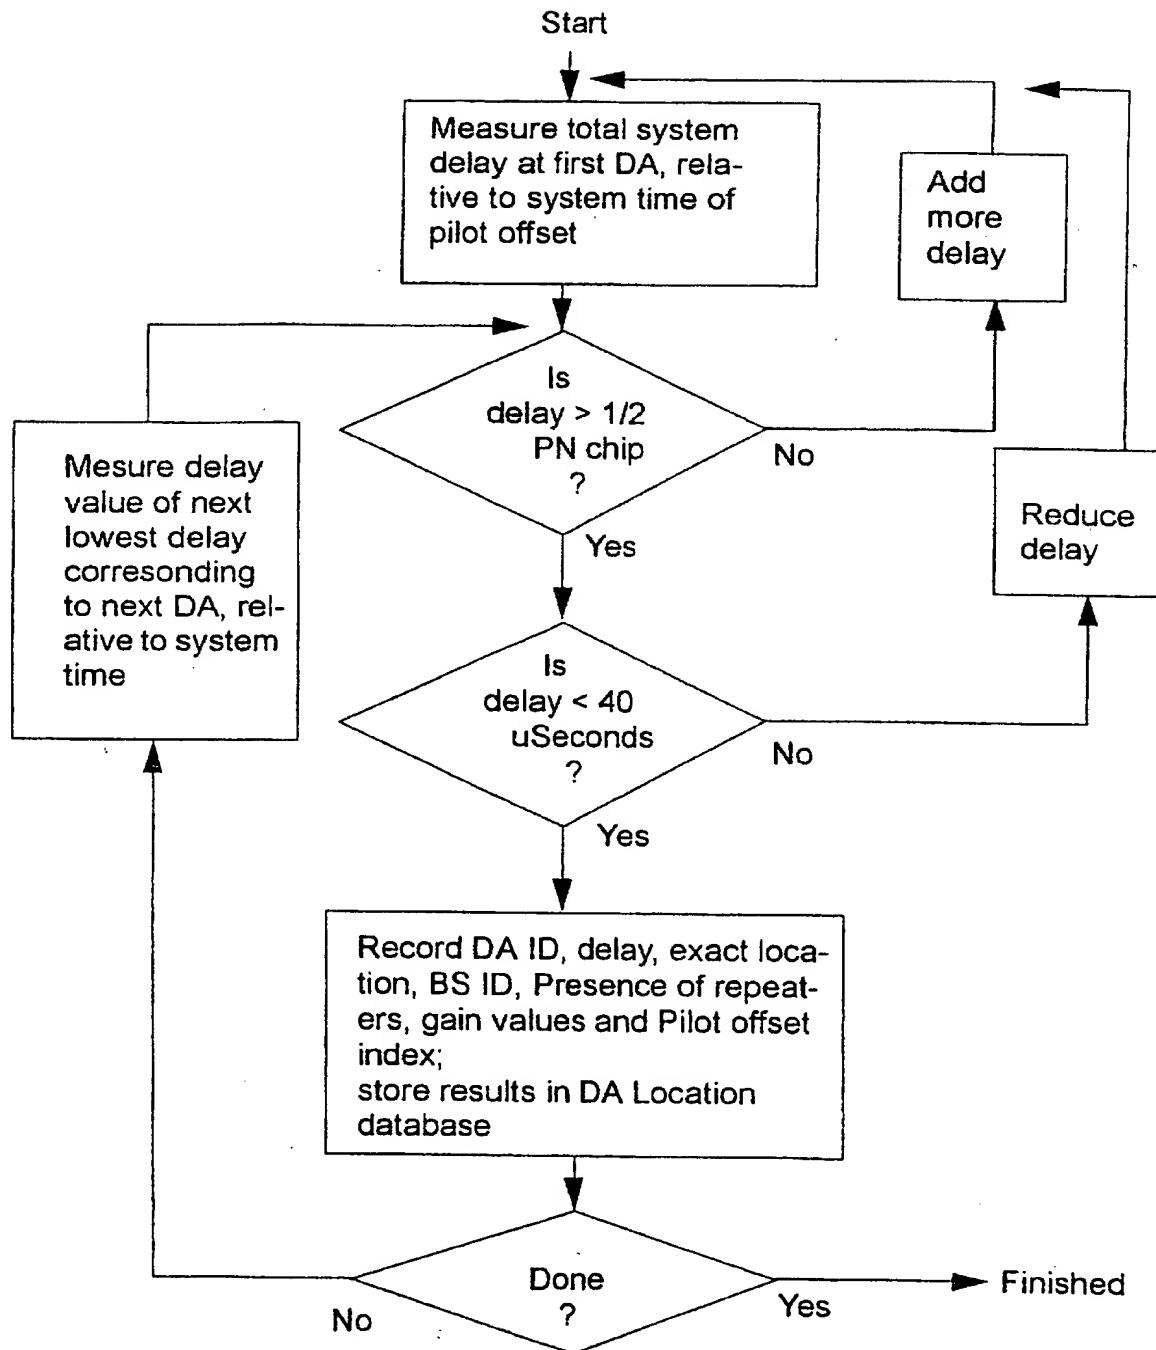 Start
Measure total system
delay at first DA, rela-
tive to system time of
pilot offset
Add
more
delay
Is
delay > 1/2
PN chip
?
No
Yes
Mesure delay
value of next
lowest delay
corresonding
to next DA, rel-
ative to system
time
Reduce
delay
Is
delay < 40
uSeconds
?
No
Yes
Record DA ID, delay, exact loca-
tion, BS ID, Presence of repeat-
ers, gain values and Pilot offset
index;
store results in DA Location
database
Done
?
No
Yes
Finished